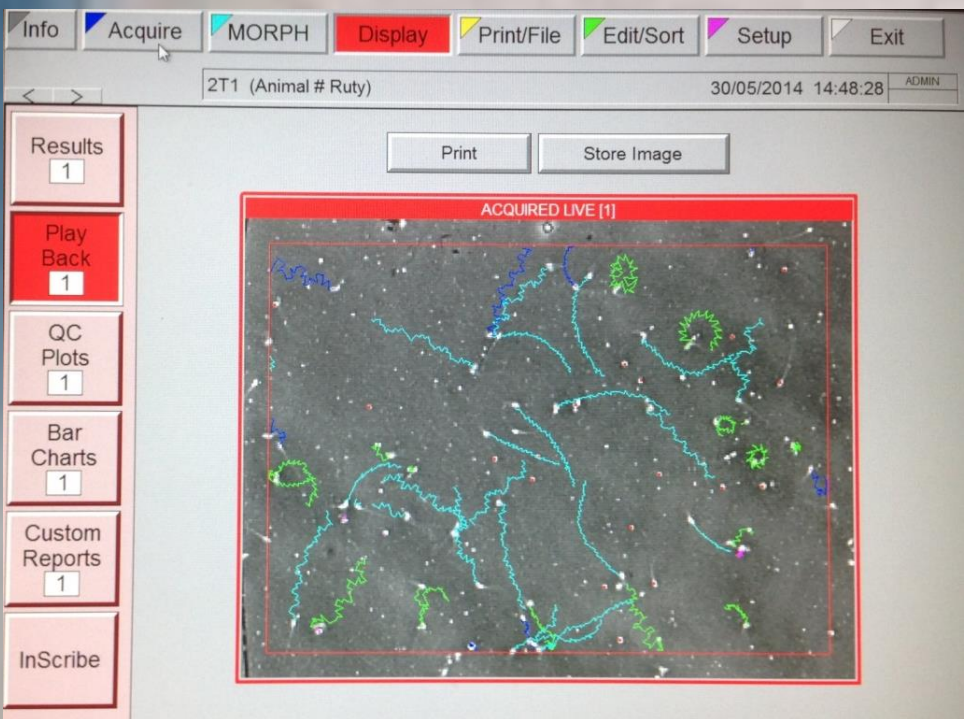 Info Acquire MORPH Display Print/File Edit/Sort Setup Exit
< > 2T1 (Animal # Ruty) 30/05/2014 14:48:28 ADMIN
Print Store Image
Results
1
Play
Back
1
QC
Plots
1
Bar
Charts
1
Custom
Reports
1
InScribe
ACQUIRED LIVE [1]